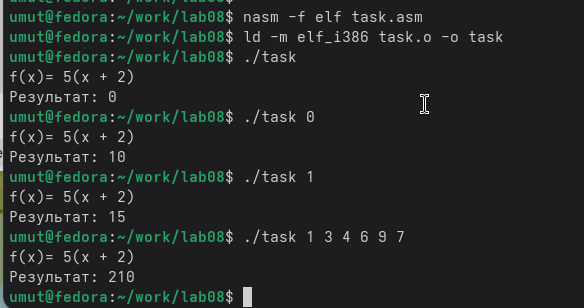 umut@fedora:~/work/lab08$ nasm -f elf task.asm
umut@fedora:~/work/lab08$ ld -m elf_i386 task.o -o task
umut@fedora:~/work/lab08$ ./task
f(x)= 5(x + 2)
Результат: 0
umut@fedora:~/work/lab08$ ./task 0
f(x)= 5(x + 2)
Результат: 10
umut@fedora:~/work/lab08$ ./task 1
f(x)= 5(x + 2)
Результат: 15
umut@fedora:~/work/lab08$ ./task 1 3 4 6 9 7
f(x)= 5(x + 2)
Результат: 210
umut@fedora:~/work/lab08$